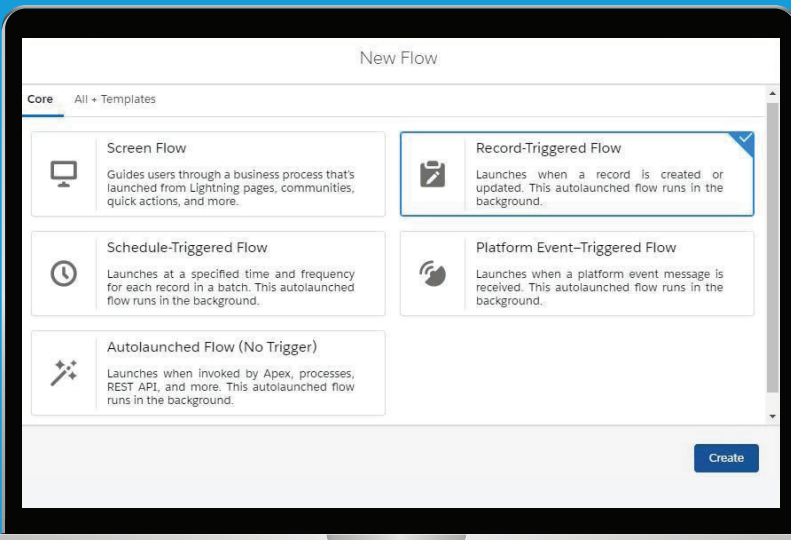 New Flow
Core All + Templates
Screen Flow
Guides users through a business process that's
launched from Lightning pages, communities,
quick actions, and more.
Record-Triggered Flow
Launches when a record is created or
updated. This autolaunched flow runs in the
background.
Schedule-Triggered Flow
Launches at a specified time and frequency
for each record in a batch. This autolaunched
flow runs in the background.
Platform Event–Triggered Flow
Launches when a platform event message is
received. This autolaunched flow runs in the
background.
Autolaunched Flow (No Trigger)
Launches when invoked by Apex, processes,
REST API, and more. This autolaunched flow
runs in the background.
Create